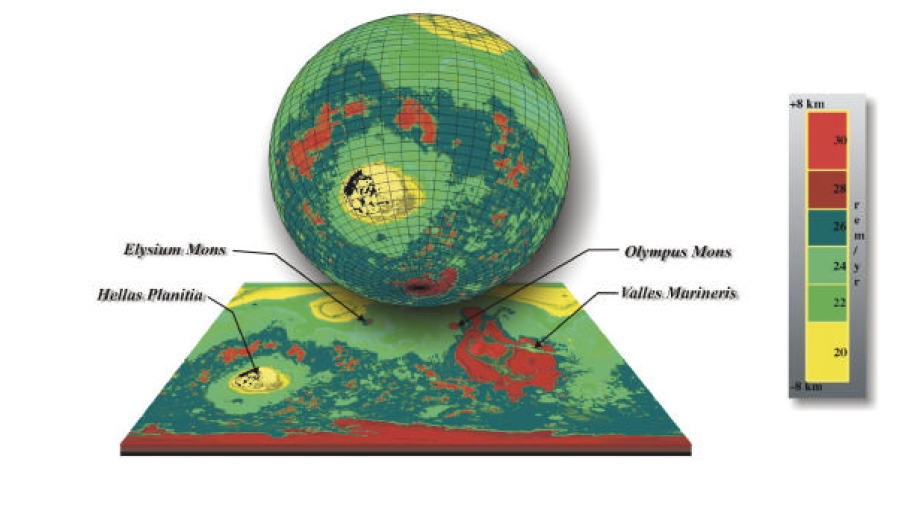 +8 km
30
28
26
24
22
20
-8 km
rem/yr
Elysium Mons
Olympus Mons
Hellas Planitia
Valles Marineris